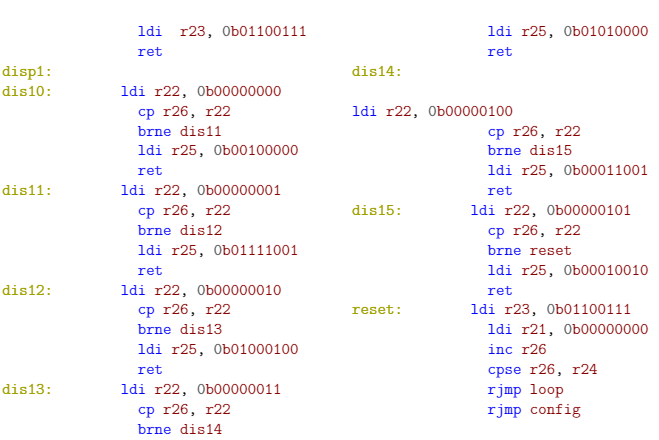 ldi r23, 0b01100111
ret
disp1:
dis10: ldi r22, 0b00000000
cp r26, r22
brne dis11
ldi r25, 0b00100000
ret
dis11: ldi r22, 0b00000001
cp r26, r22
brne dis12
ldi r25, 0b01111001
ret
dis12: ldi r22, 0b00000010
cp r26, r22
brne dis13
ldi r25, 0b01000100
ret
dis13: ldi r22, 0b00000011
cp r26, r22
brne dis14
ldi r25, 0b01010000
ret
dis14:
ldi r22, 0b00000100
cp r26, r22
brne dis15
ldi r25, 0b00011001
ret
dis15: ldi r22, 0b00000101
cp r26, r22
brne reset
ldi r25, 0b00010010
ret
reset: ldi r23, 0b01100111
ldi r21, 0b00000000
inc r26
cpse r26, r24
rjmp loop
rjmp config